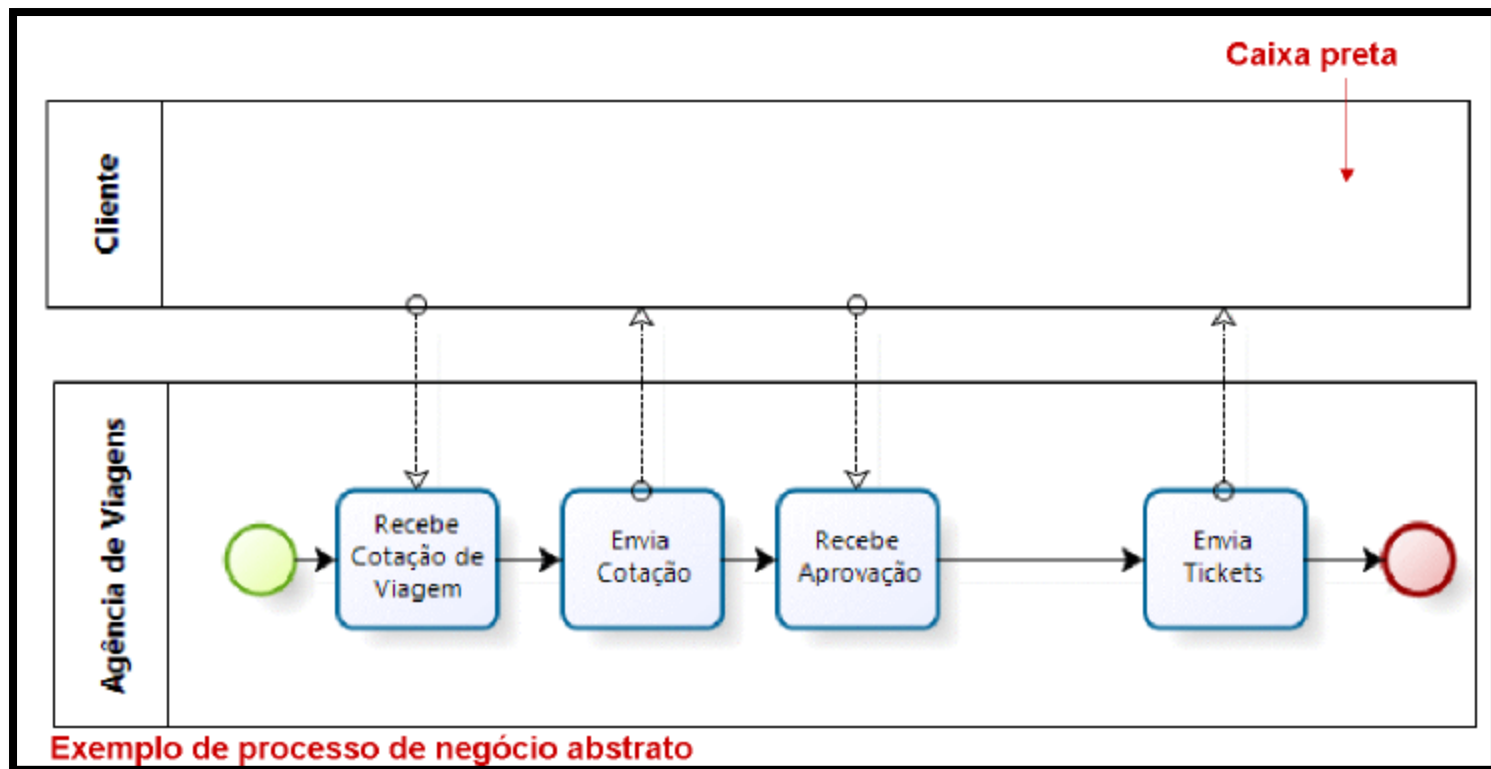 Caixa preta
Cliente
Agência de Viagens
Recebe
Cotação de
Viagem
Envia
Cotação
Recebe
Aprovação
Envia
Tickets
Exemplo de processo de negócio abstrato